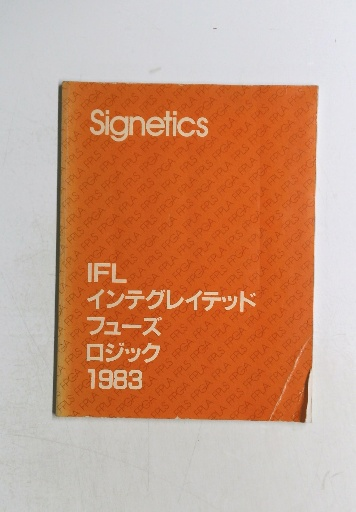 Signetics
IFL
インテグレイテッド
フューズ
ロジック
1983